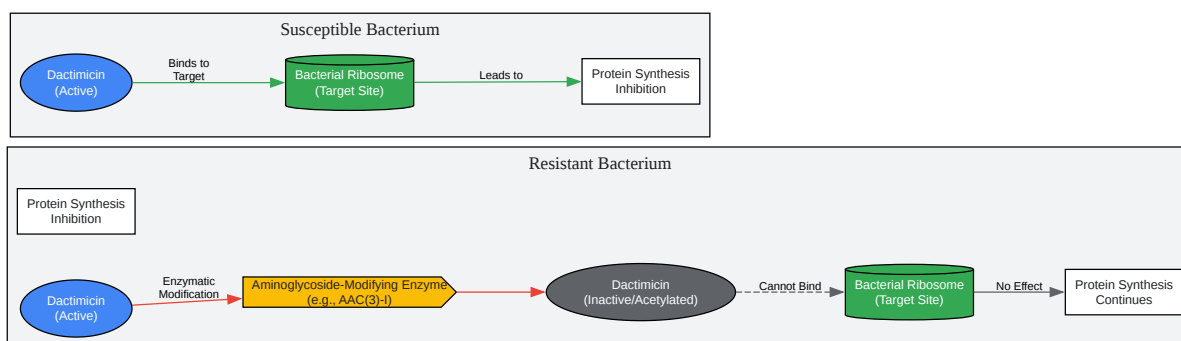 Susceptible Bacterium
Dactimicin
(Active)
Binds to
Target
Bacterial Ribosome
(Target Site)
Leads to
Protein Synthesis
Inhibition
Resistant Bacterium
Protein Synthesis
Inhibition
Dactimicin
(Active)
Enzymatic
Modification
Aminoglycoside-Modifying Enzyme
(e.g., AAC(3)-I)
Dactimicin
(Inactive/Acetylated)
Cannot Bind
Bacterial Ribosome
(Target Site)
No Effect
Protein Synthesis
Continues